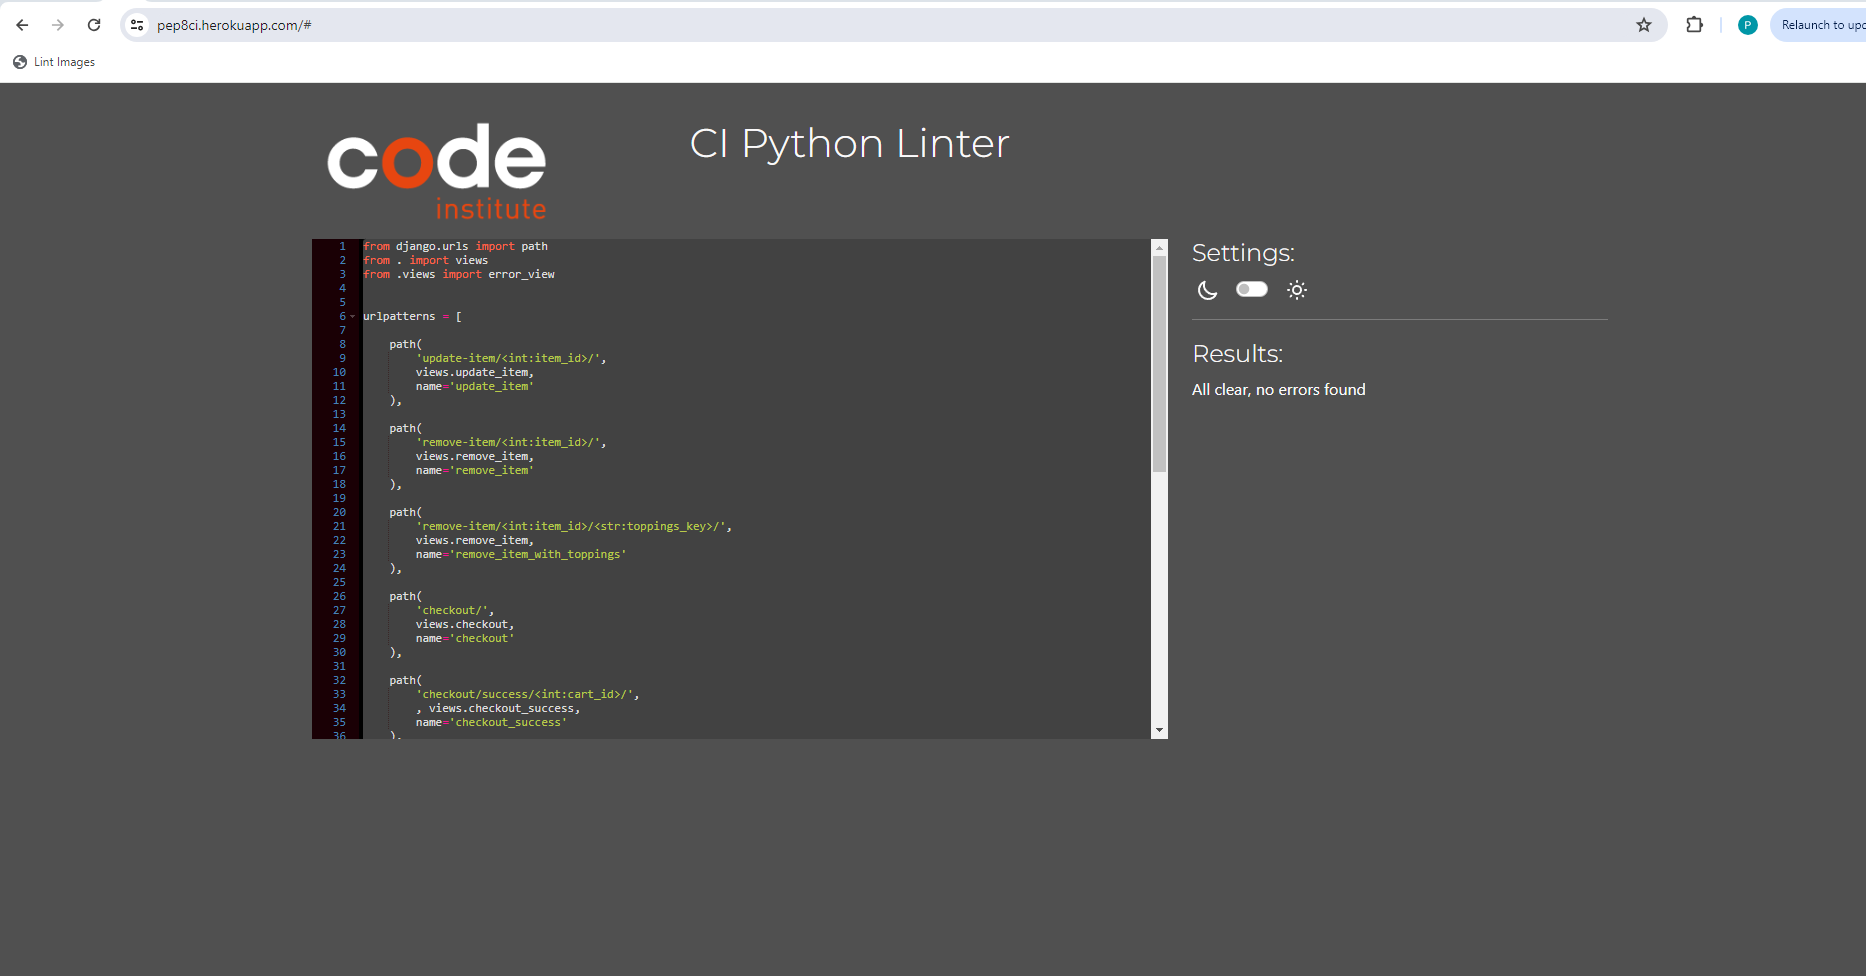 pep8ci.herokuapp.com/#
P
Relaunch to upd
Lint Images
code
institute
CI Python Linter
1 from django.urls import path
2 from . import views
3 from .views import error_view
4
5
6 urlpatterns = [
7
8     path(
9         'update-item/<int:item_id>/',
10         views.update_item,
11         name='update_item'
12     ),
13
14     path(
15         'remove-item/<int:item_id>/',
16         views.remove_item,
17         name='remove_item'
18     ),
19
20     path(
21         'remove-item/<int:item_id>/<str:toppings_key>/',
22         views.remove_item,
23         name='remove_item_with_toppings'
24     ),
25
26     path(
27         'checkout/',
28         views.checkout,
29         name='checkout'
30     ),
31
32     path(
33         'checkout/success/<int:cart_id>/',
34         , views.checkout_success,
35         name='checkout_success'
36     ),
Settings:
Results:
All clear, no errors found